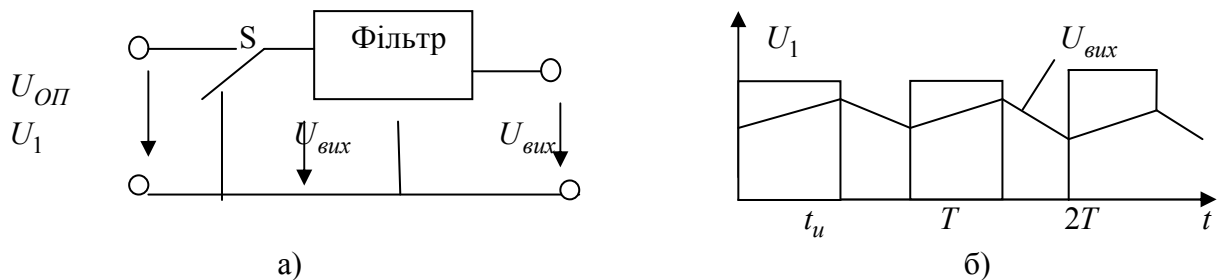 S
Фільтр
U_ОП
U_1
U_вих
U_вих
а)
U_1
U_вих
t_и
T
2T
t
б)